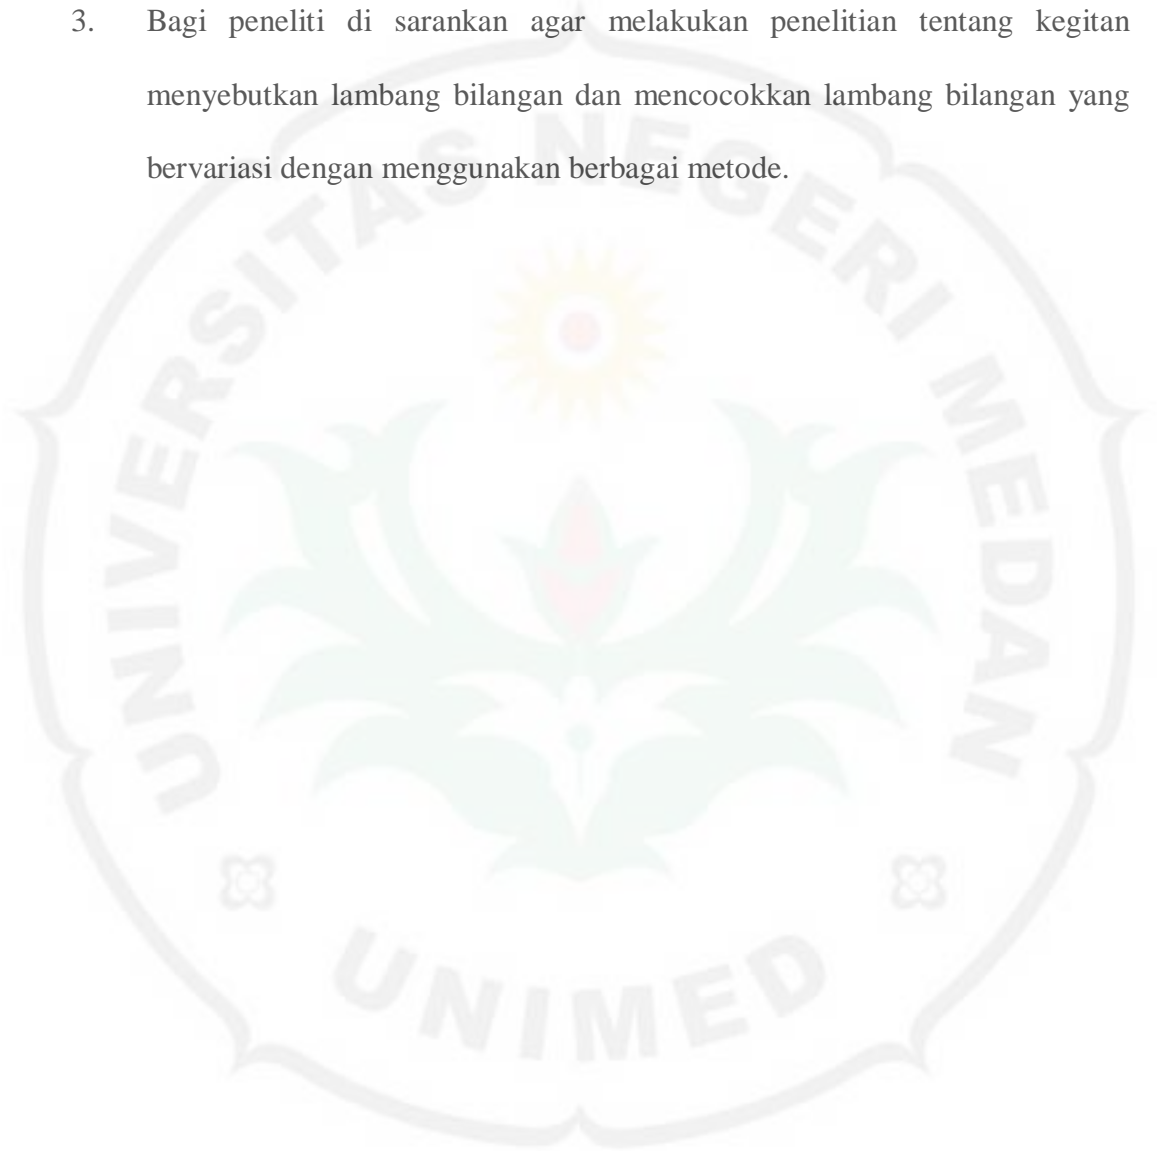 3. Bagi peneliti di sarankan agar melakukan penelitian tentang kegitan
menyebutkan lambang bilangan dan mencocokkan lambang bilangan yang
bervariasi dengan menggunakan berbagai metode.
UNIVERSITAS NEGERI MEDAN
UNIMED